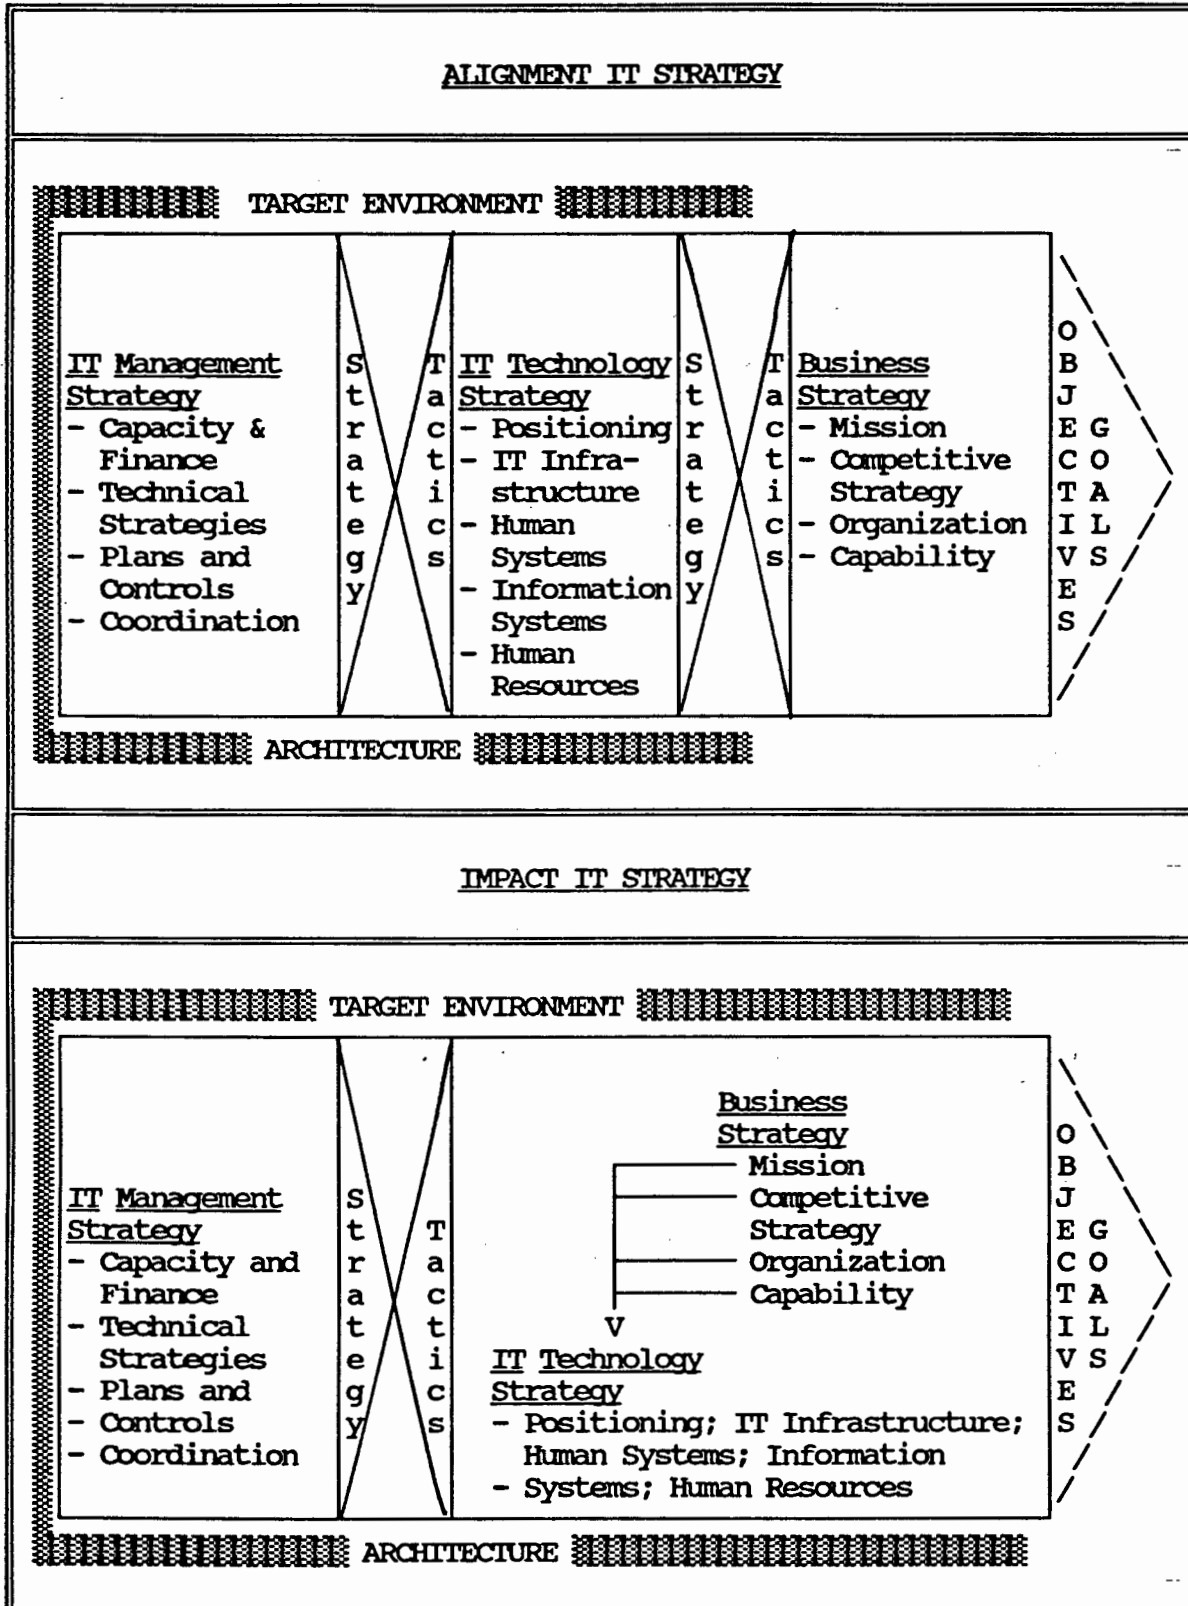 ALIGNMENT IT STRATEGY
TARGET ENVIRONMENT
IT Management
Strategy
- Capacity &
Finance
- Technical
Strategies
- Plans and
Controls
- Coordination
Strategy
Tactics
IT Technology
Strategy
- Positioning
- IT Infra-
structure
- Human
Systems
- Information
Systems
- Human
Resources
Strategy
Tactics
Business
Strategy
- Mission
- Competitive
Strategy
- Organization
- Capability
OBJECTIVES
GOALS
ARCHITECTURE
IMPACT IT STRATEGY
TARGET ENVIRONMENT
IT Management
Strategy
- Capacity and
Finance
- Technical
Strategies
- Plans and
- Controls
- Coordination
Strategy
Tactics
Business
Strategy
Mission
Competitive
Strategy
Organization
Capability
V
IT Technology
Strategy
- Positioning; IT Infrastructure;
Human Systems; Information
- Systems; Human Resources
OBJECTIVES
GOALS
ARCHITECTURE